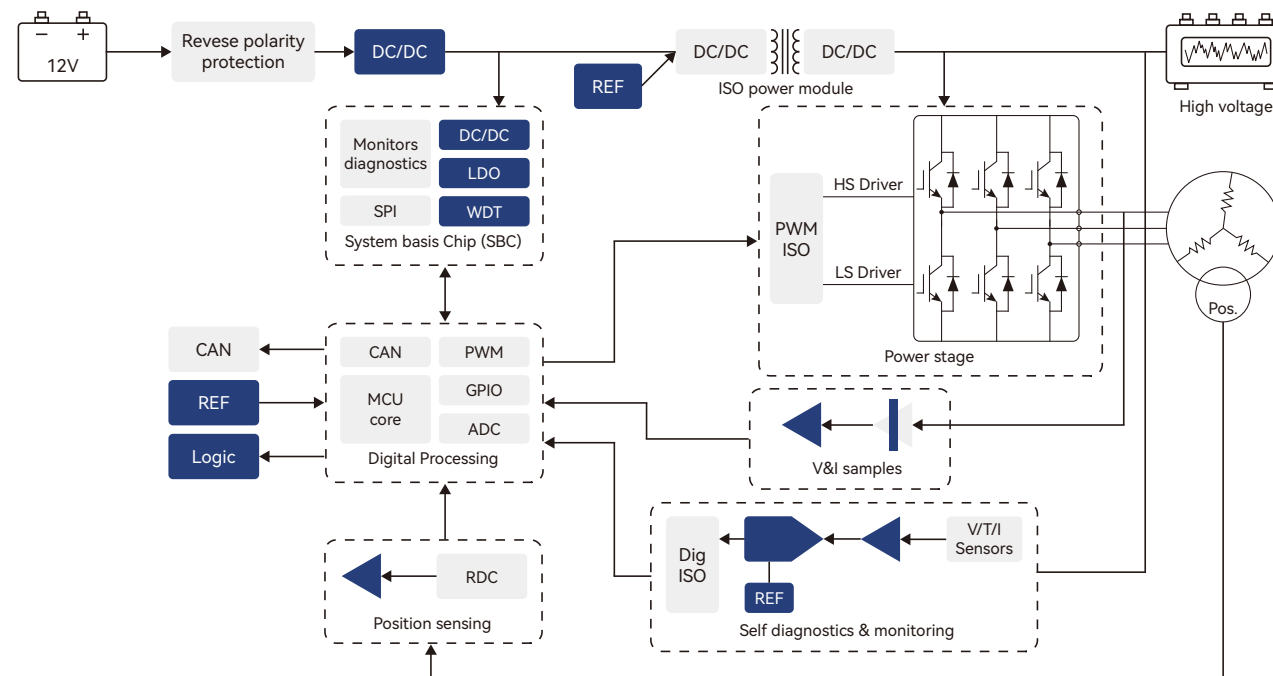 − +
12V
Revese polarity
protection
DC/DC
REF
DC/DC
DC/DC
ISO power module
High voltage
Monitors
diagnostics
DC/DC
LDO
SPI
WDT
System basis Chip (SBC)
PWM
ISO
HS Driver
LS Driver
Power stage
Pos.
CAN
REF
Logic
CAN
PWM
MCU
core
GPIO
ADC
Digital Processing
V&I samples
RDC
Position sensing
Dig
ISO
REF
V/T/I
Sensors
Self diagnostics & monitoring